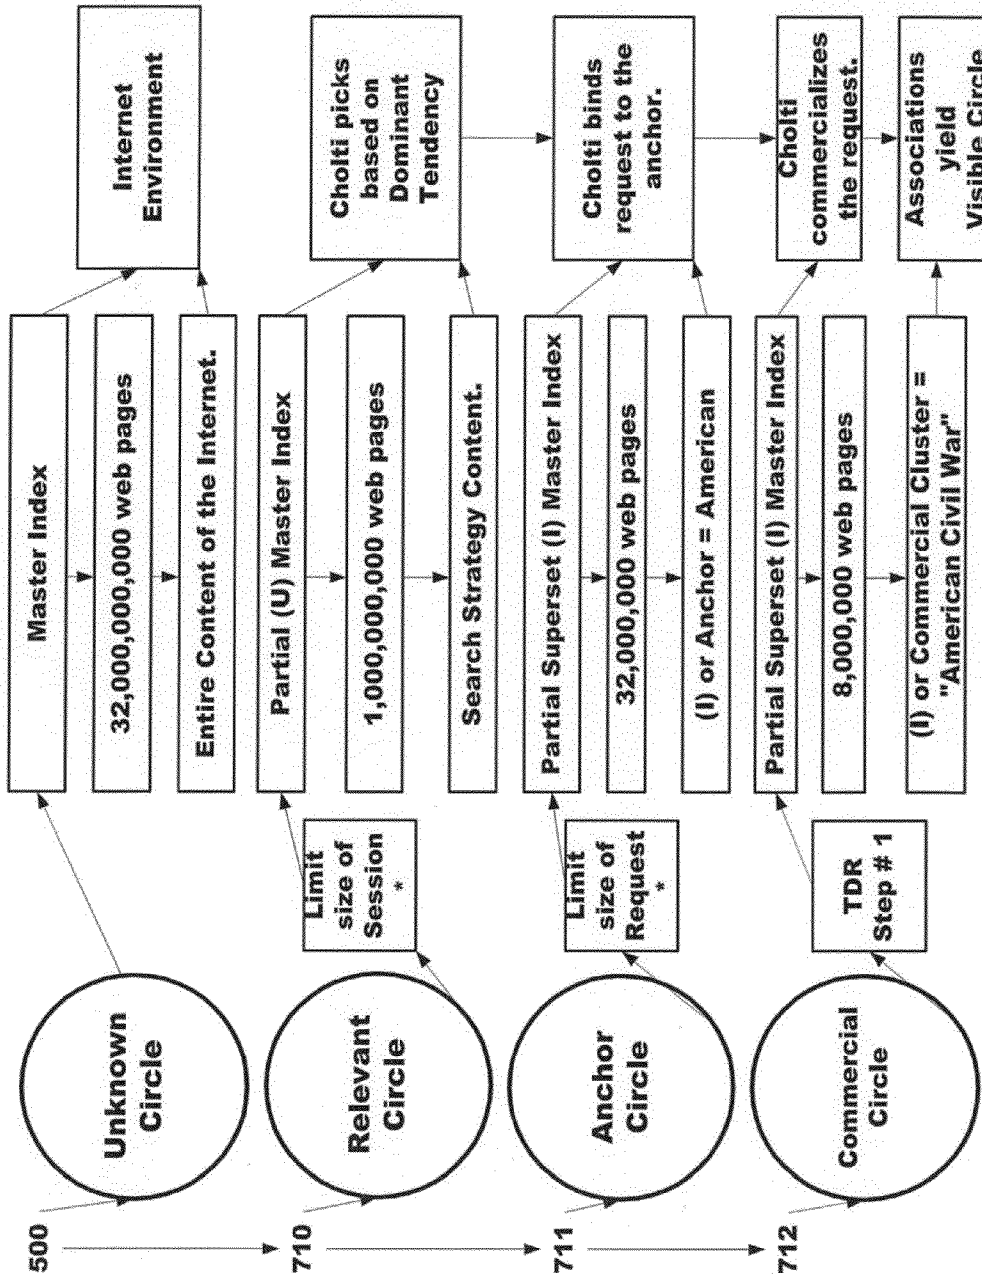 500
Unknown
Circle
Master Index
32,000,000,000 web pages
Entire Content of the Internet.
Internet
Environment
710
Relevant
Circle
Limit
size of
Session
*
Partial (U) Master Index
1,000,000,000 web pages
Search Strategy Content.
Cholti picks
based on
Dominant
Tendency
711
Anchor
Circle
Limit
size of
Request
*
Partial Superset (I) Master Index
32,000,000 web pages
(I) or Anchor = American
Cholti binds
request to the
anchor.
712
Commercial
Circle
TDR
Step # 1
Partial Superset (I) Master Index
8,000,000 web pages
(I) or Commercial Cluster =
"American Civil War"
Cholti
commercializes
the request.
Associations
yield
Visible Circle